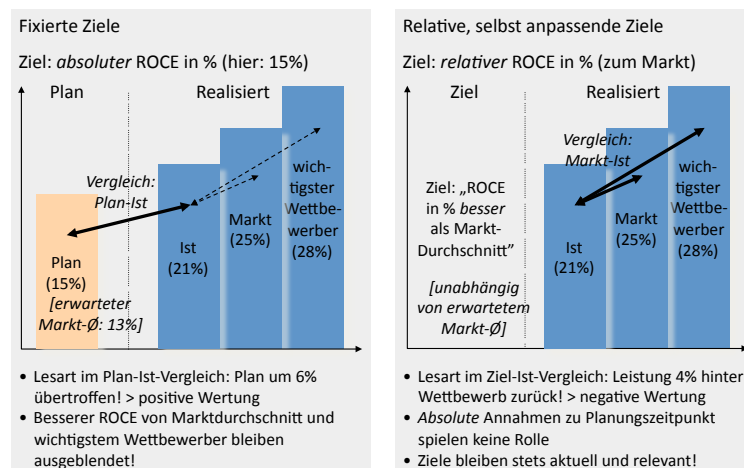 Fixierte Ziele
Ziel: absoluter ROCE in % (hier: 15%)
Plan
Realisiert
Vergleich:
Plan-Ist
Plan
(15%)
[erwarteter
Markt-Ø: 13%]
Ist
(21%)
Markt
(25%)
wich-
tigster
Wettbe-
werber
(28%)
• Lesart im Plan-Ist-Vergleich: Plan um 6%
übertroffen! > positive Wertung
• Besserer ROCE von Marktdurchschnitt und
wichtigstem Wettbewerber bleiben
ausgeblendet!
Relative, selbst anpassende Ziele
Ziel: relativer ROCE in % (zum Markt)
Ziel
Realisiert
Vergleich:
Markt-Ist
Ziel: „ROCE
in % besser
als Markt-
Durchschnitt”
[unabhängig
von erwartetem
Markt-Ø]
Ist
(21%)
Markt
(25%)
wich-
tigster
Wettbe-
werber
(28%)
• Lesart im Ziel-Ist-Vergleich: Leistung 4% hinter
Wettbewerb zurück! > negative Wertung
• Absolute Annahmen zu Planungszeitpunkt
spielen keine Rolle
• Ziele bleiben stets aktuell und relevant!